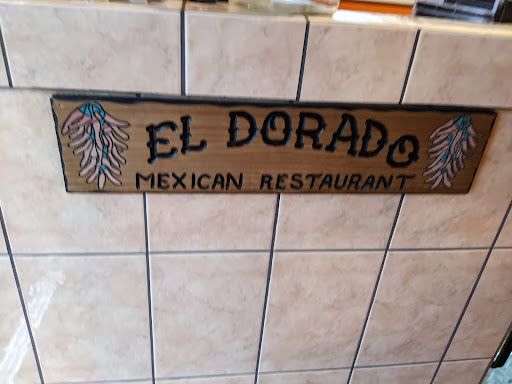 EL DORADO
MEXICAN RESTAURANT